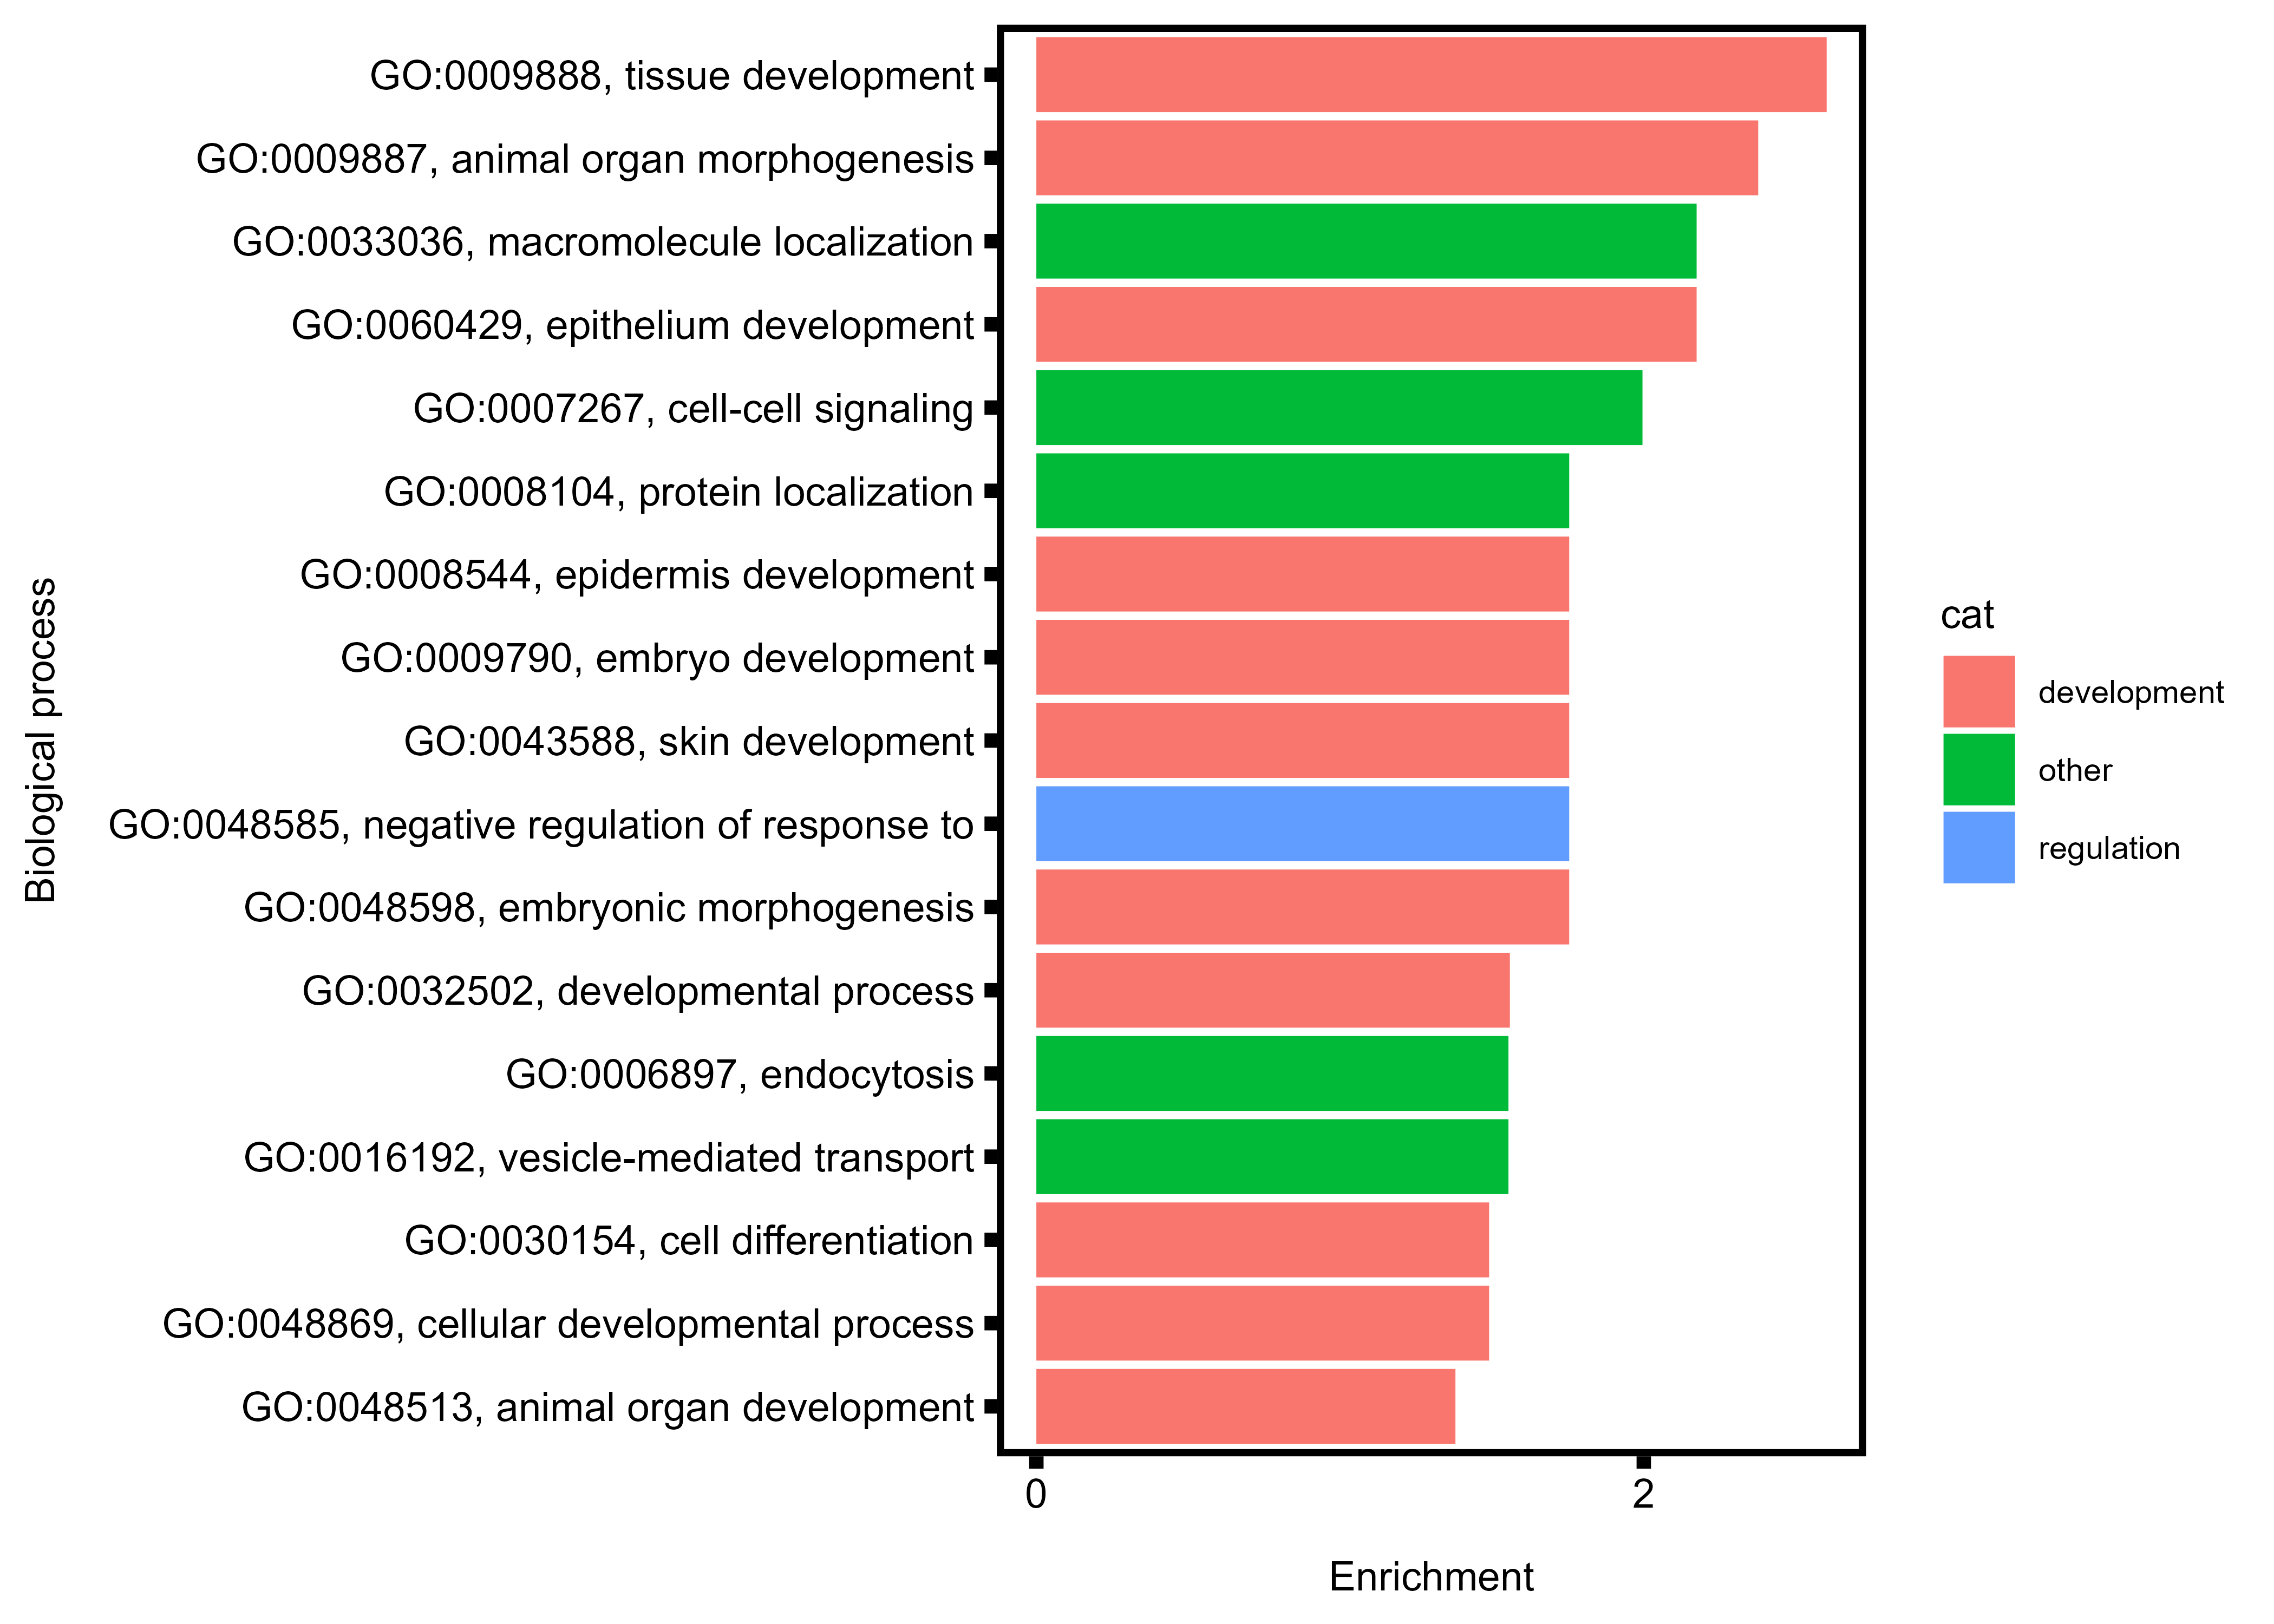 GO:0009888, tissue development
GO:0009887, animal organ morphogenesis
GO:0033036, macromolecule localization
GO:0060429, epithelium development
GO:0007267, cell-cell signaling
GO:0008104, protein localization
GO:0008544, epidermis development
GO:0009790, embryo development
GO:0043588, skin development
GO:0048585, negative regulation of response to
GO:0048598, embryonic morphogenesis
GO:0032502, developmental process
GO:0006897, endocytosis
GO:0016192, vesicle-mediated transport
GO:0030154, cell differentiation
GO:0048869, cellular developmental process
GO:0048513, animal organ development
Biological process
0 2
Enrichment
cat
development
other
regulation